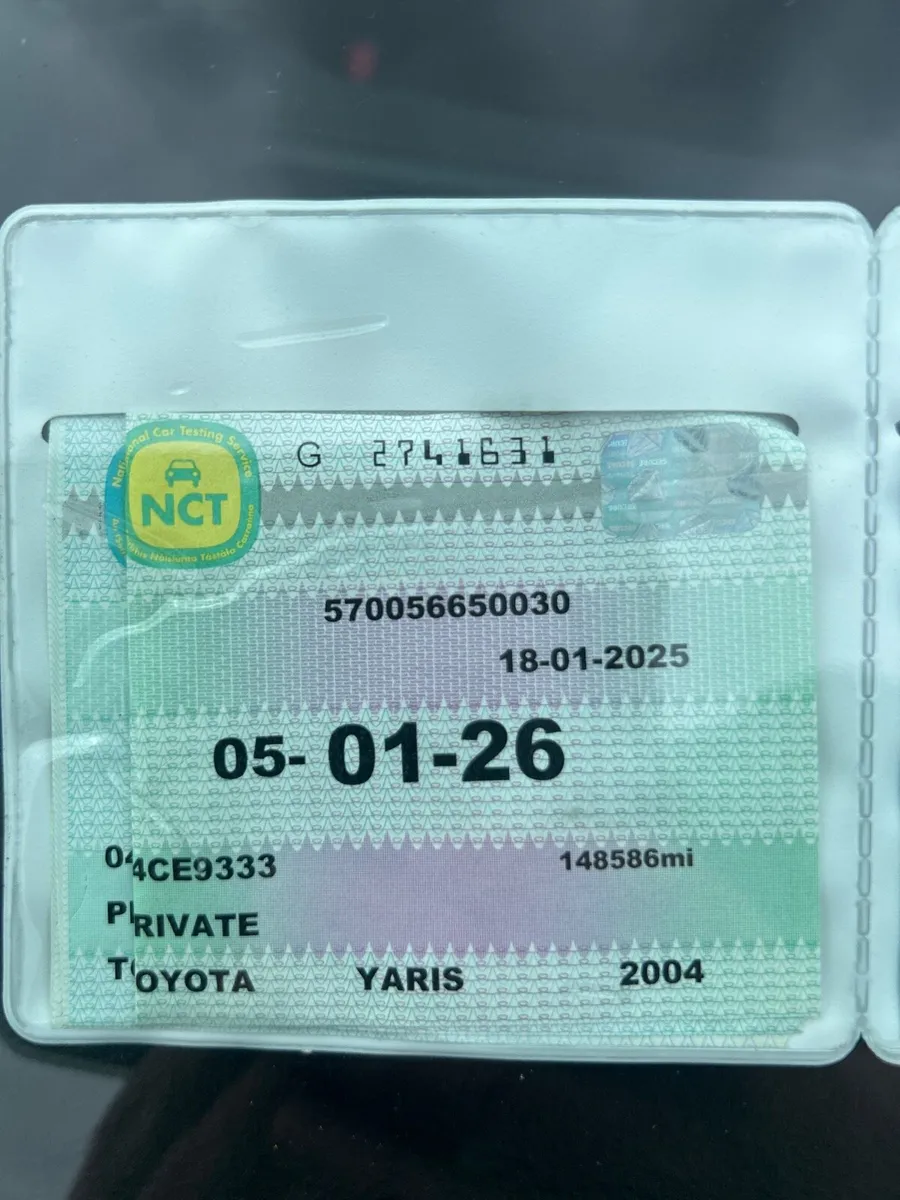 National Car Testing Service
NCT
G 2741631
570056650030
18-01-2025
05- 01-26
04CE9333 148586mi
PRIVATE
TOYOTA YARIS 2004